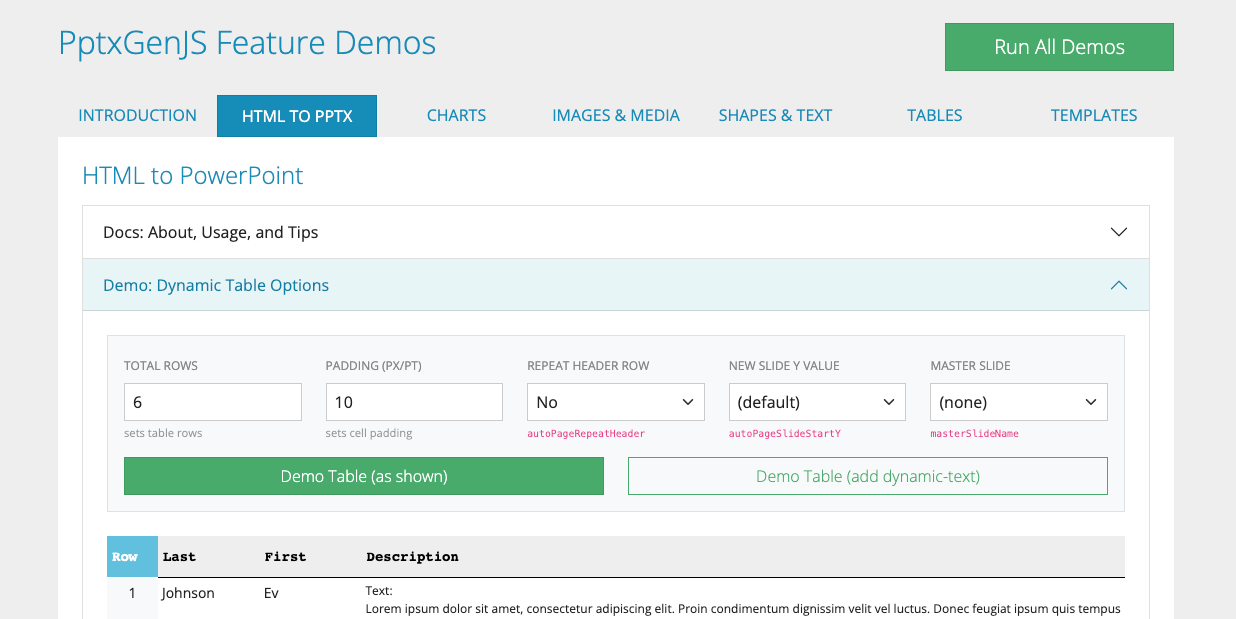 PptxGenJS Feature Demos
Run All Demos
INTRODUCTION HTML TO PPTX CHARTS IMAGES & MEDIA SHAPES & TEXT TABLES TEMPLATES
HTML to PowerPoint
Docs: About, Usage, and Tips
Demo: Dynamic Table Options
TOTAL ROWS PADDING (PX/PT) REPEAT HEADER ROW NEW SLIDE Y VALUE MASTER SLIDE
6 10 No (default) (none)
sets table rows sets cell padding autoPageRepeatHeader autoPageSlideStartY masterSlideName
Demo Table (as shown) Demo Table (add dynamic-text)
Row Last First Description
1 Johnson Ev Text:
Lorem ipsum dolor sit amet, consectetur adipiscing elit. Proin condimentum dignissim velit vel luctus. Donec feugiat ipsum quis tempus